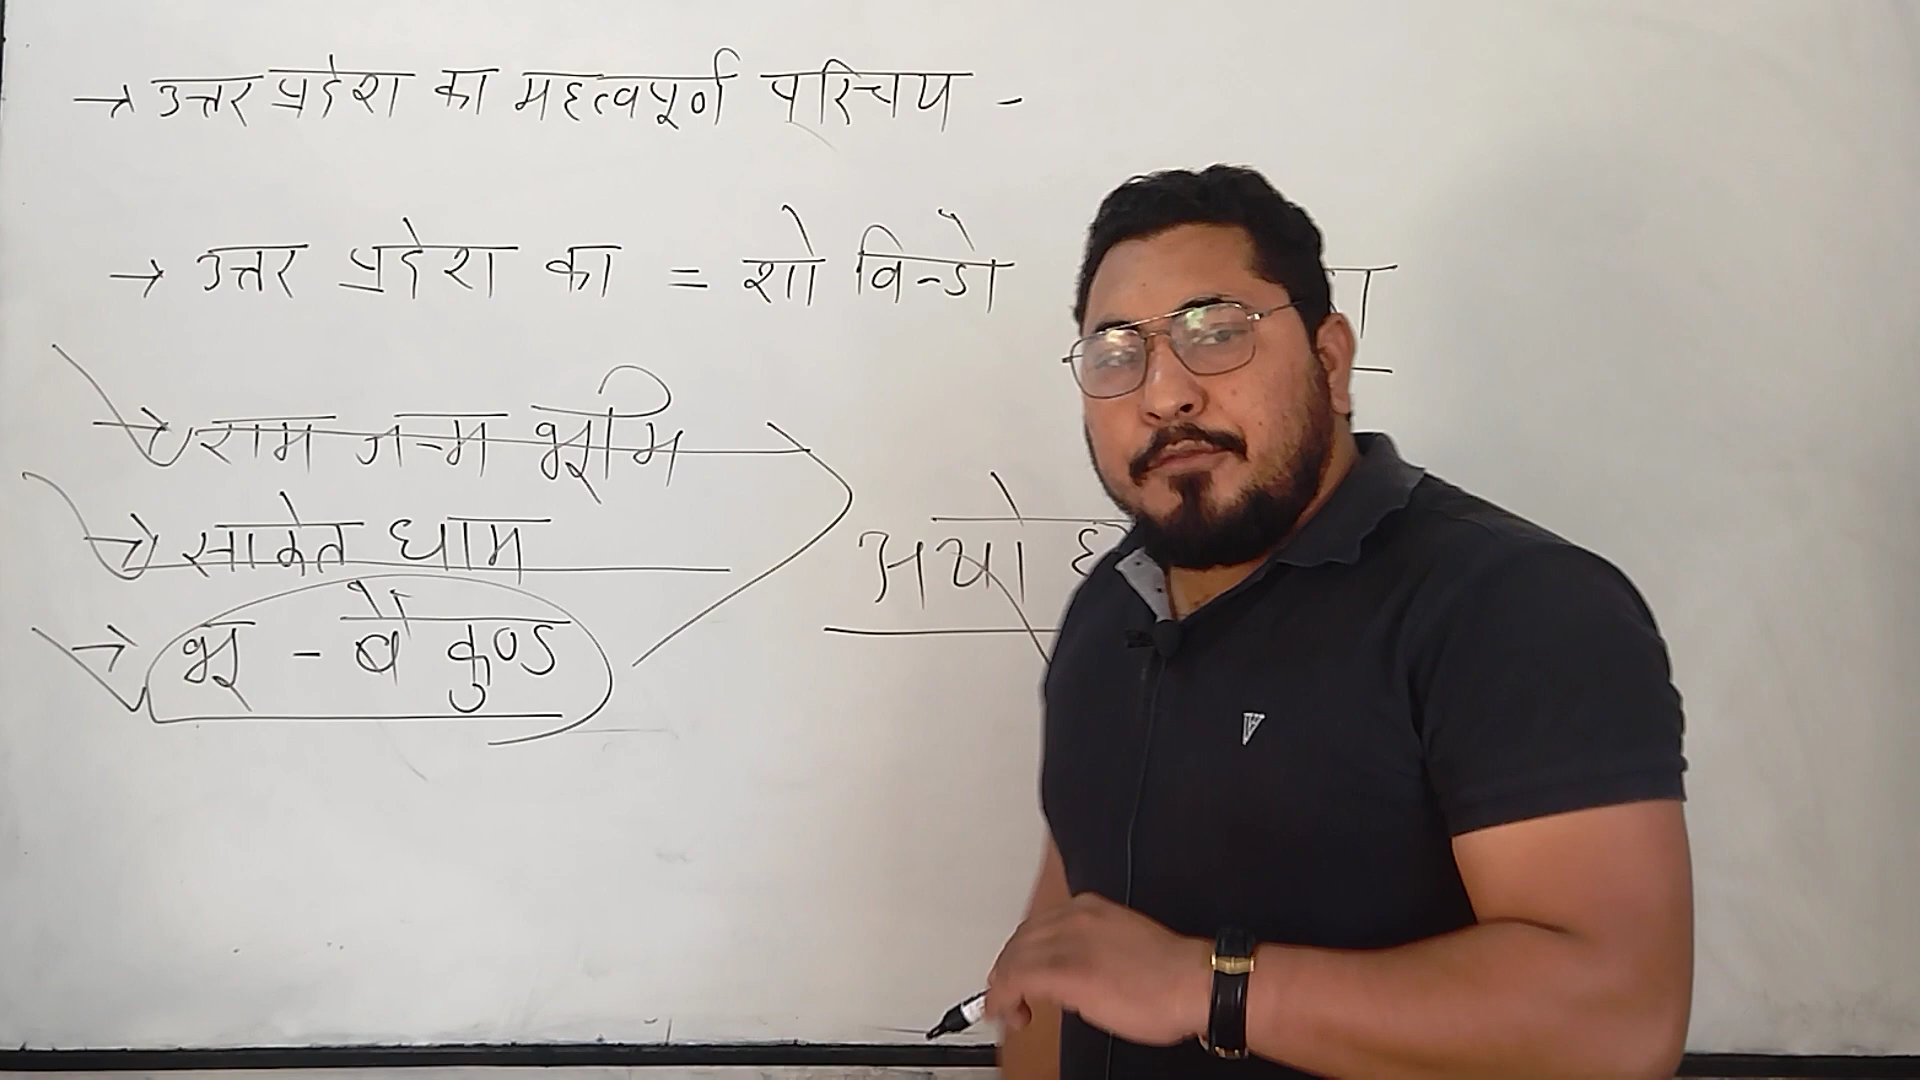 → उत्तर प्रदेश का महत्वपूर्ण परिचय -
→ उत्तर प्रदेश का = शो विन्डो
→ राम जन्म भूमि
→ साकेत धाम
→ भू - बैकुण्ड
अयोध